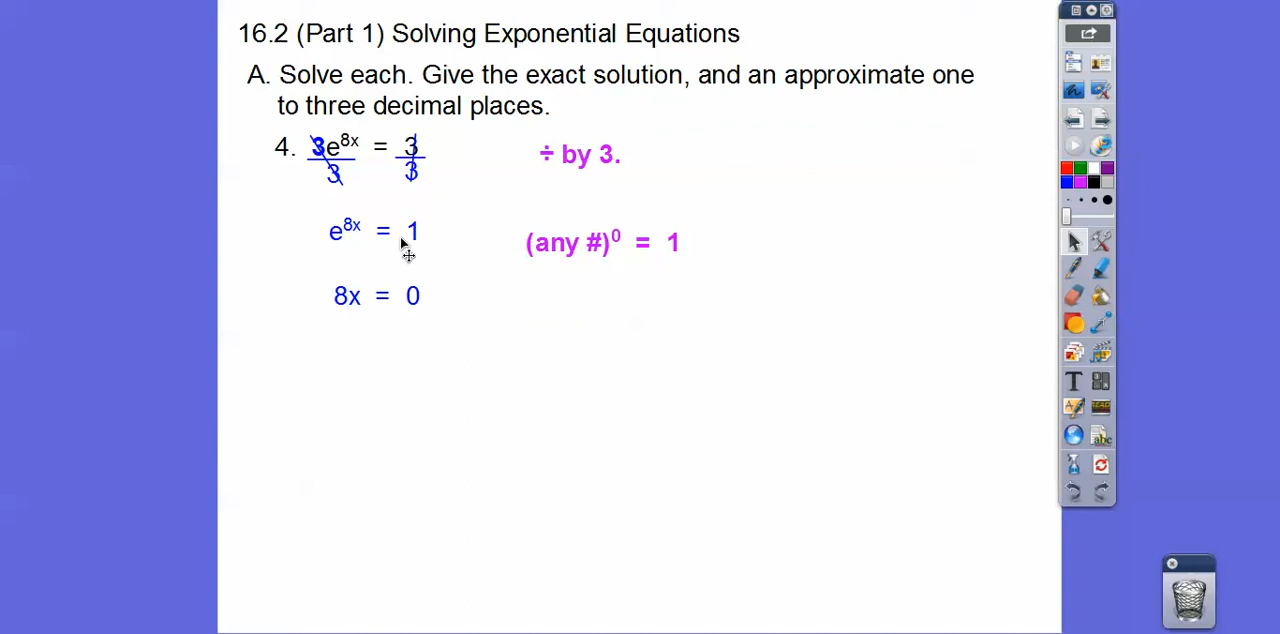 16.2 (Part 1) Solving Exponential Equations
A. Solve each. Give the exact solution, and an approximate one
to three decimal places.
4. 3e^{8x} = 3
÷ by 3.
3 3
e^{8x} = 1
(any #)^0 = 1
8x = 0